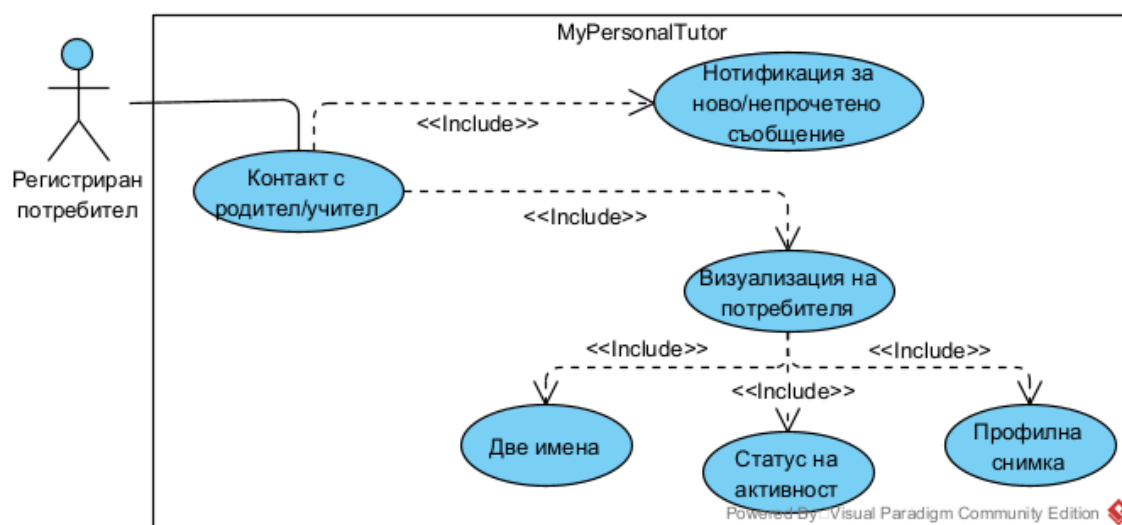 MyPersonalTutor
Нотификация за
ново/непрочетено
съобщение
<<Include>>
Регистриран
потребител
Контакт с
родител/учител
<<Include>>
Визуализация на
потребителя
<<Include>>
<<Include>>
<<Include>>
Две имена
Статус на
активност
Профилна
снимка
Powered By Visual Paradigm Community Edition